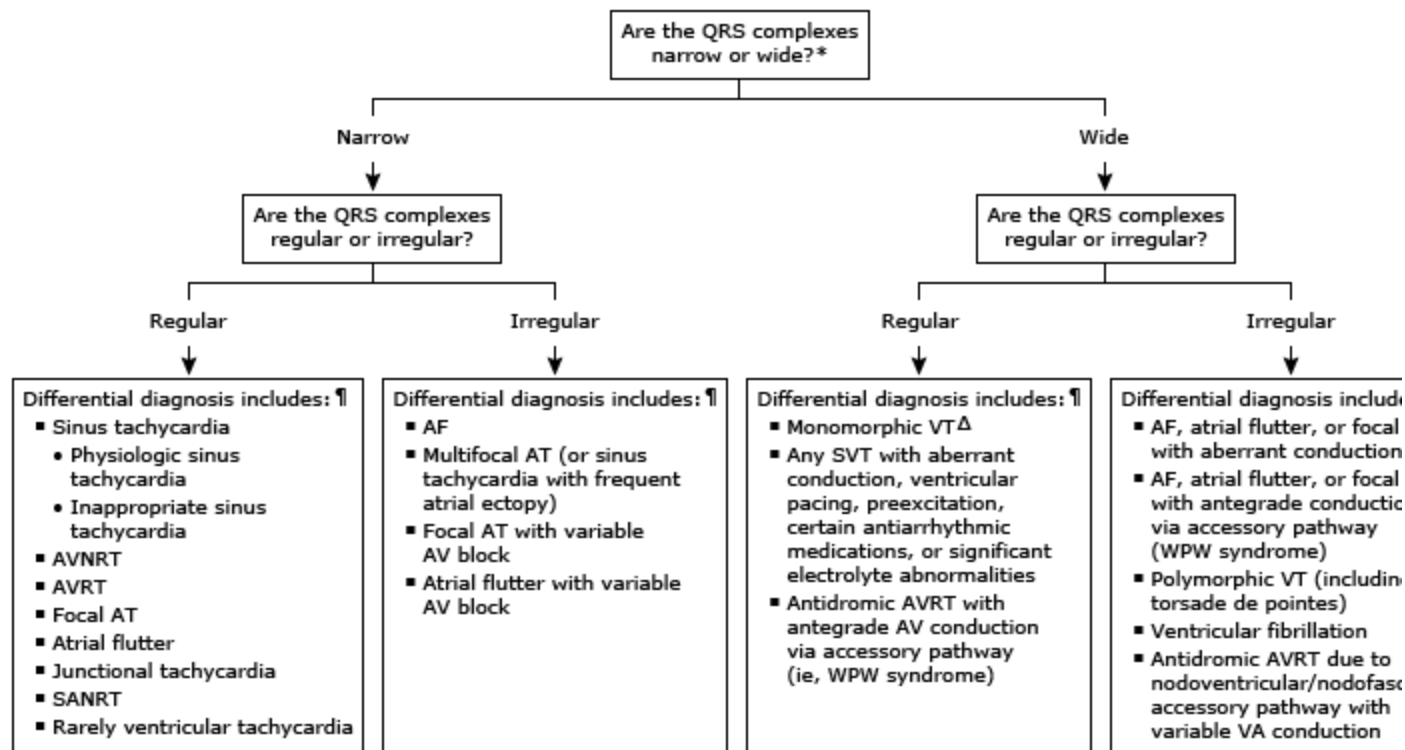 Are the QRS complexes
narrow or wide?*
Narrow
Wide
Are the QRS complexes
regular or irregular?
Are the QRS complexes
regular or irregular?
Regular
Irregular
Regular
Irregular
Differential diagnosis includes: ¶
▪ Sinus tachycardia
• Physiologic sinus
tachycardia
• Inappropriate sinus
tachycardia
▪ AVNRT
▪ AVRT
▪ Focal AT
▪ Atrial flutter
▪ Junctional tachycardia
▪ SANRT
▪ Rarely ventricular tachycardia
Differential diagnosis includes: ¶
▪ AF
▪ Multifocal AT (or sinus
tachycardia with frequent
atrial ectopy)
▪ Focal AT with variable
AV block
▪ Atrial flutter with variable
AV block
Differential diagnosis includes: ¶
▪ Monomorphic VTΔ
▪ Any SVT with aberrant
conduction, ventricular
pacing, preexcitation,
certain antiarrhythmic
medications, or significant
electrolyte abnormalities
▪ Antidromic AVRT with
antegrade AV conduction
via accessory pathway
(ie, WPW syndrome)
Differential diagnosis
▪ AF, atrial flutter, or focal
with aberrant conduction
▪ AF, atrial flutter, or focal
with antegrade
via accessory pathway
(WPW syndrome)
▪ Polymorphic VT
torsade de pointes)
▪ Ventricular fibrillation
▪ Antidromic AVRT due to
accessory pathway with
variable VA conduction